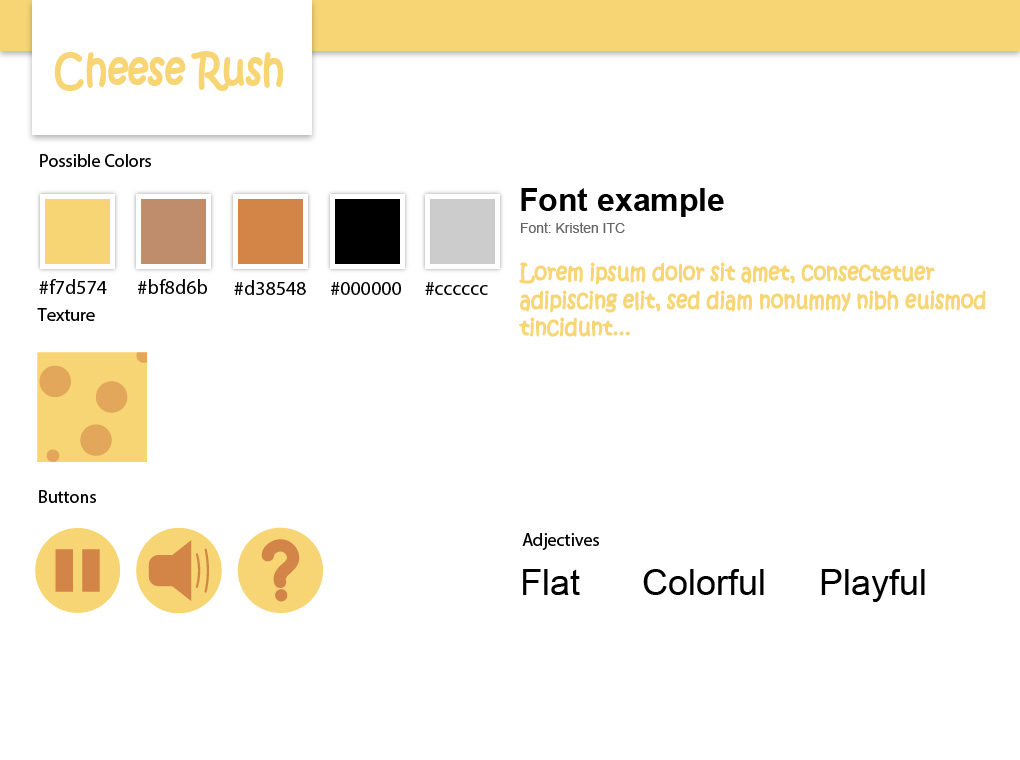 Cheese Rush
Possible Colors
#f7d574 #bf8d6b #d38548 #000000 #cccccc
Texture
Font example
Font: Kristen ITC
Lorem ipsum dolor sit amet, consectetuer
adipiscing elit, sed diam nonummy nibh euismod
tincidunt...
Buttons
?
Adjectives
Flat Colorful Playful